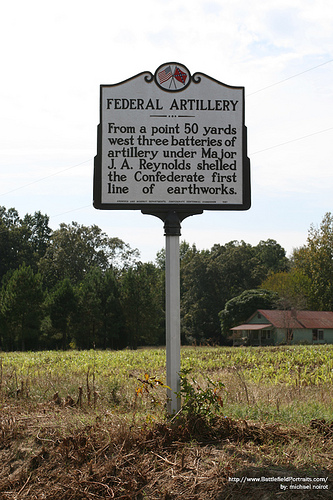 FEDERAL ARTILLERY
From a point 50 yards
west three batteries of
artillery under Major
J. A. Reynolds shelled
the Confederate first
line of earthworks.
http://www.BattlefieldPortraits.com/
by: michael noirot